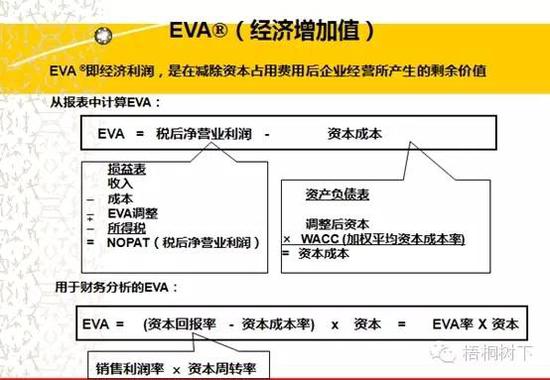 EVA®（经济增加值）
EVA ®即经济利润，是在减除资本占用费用后企业经营所产生的剩余价值
从报表中计算EVA：
EVA = 税后净营业利润 - 资本成本
损益表
收入
－ 成本
－+ EVA调整
－ 所得税
= NOPAT（税后净营业利润）
资产负债表
调整后资本
× WACC (加权平均资本成本率)
= 资本成本
用于财务分析的EVA：
EVA = (资本回报率 - 资本成本率) x 资本 = EVA率 X 资本
销售利润率 × 资本周转率
梧桐树下